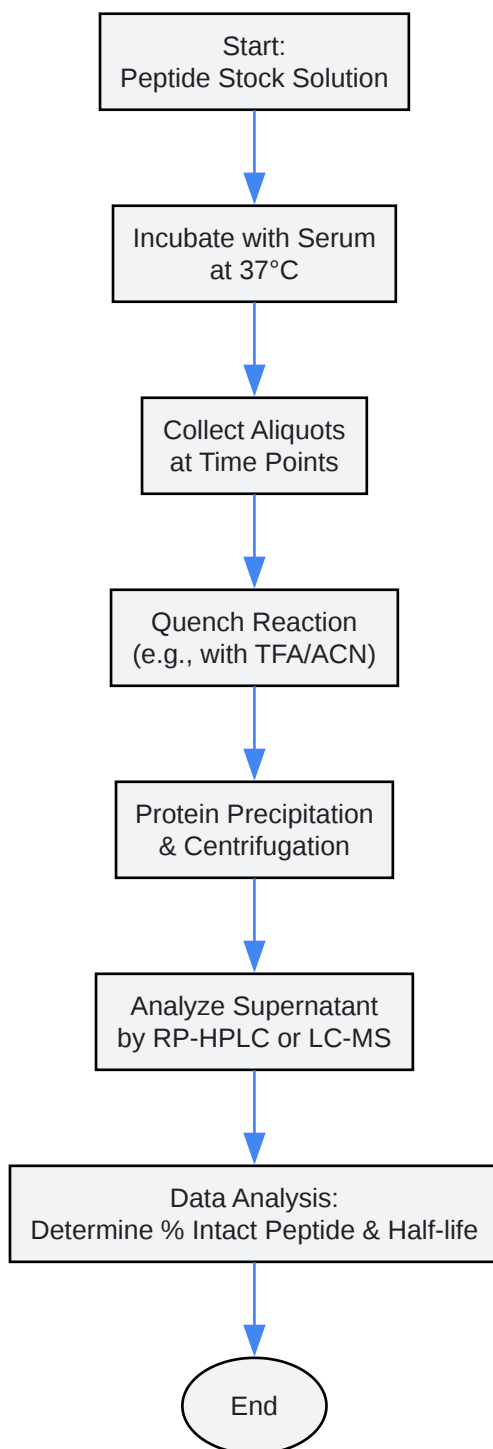 Start:
Peptide Stock Solution
Incubate with Serum
at 37°C
Collect Aliquots
at Time Points
Quench Reaction
(e.g., with TFA/ACN)
Protein Precipitation
& Centrifugation
Analyze Supernatant
by RP-HPLC or LC-MS
Data Analysis:
Determine % Intact Peptide & Half-life
End